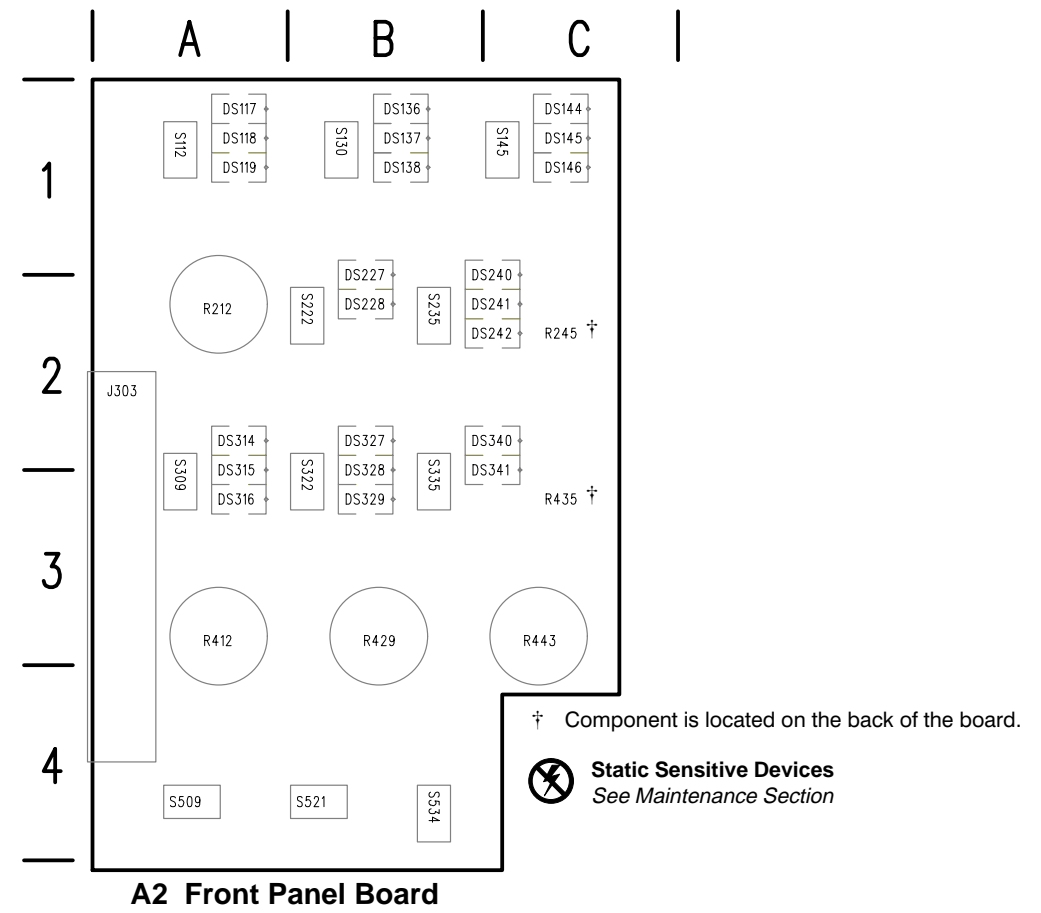 A B C
1
2
3
4
DS117 DS136 DS144
S112 DS118 S130 DS137 S145 DS145
DS119 DS138 DS146
DS227 DS240
R212 S222 DS228 S235 DS241
DS242 R245 †
J303
DS314 DS327 DS340
S309 DS315 S322 DS328 S335 DS341
DS316 DS329 R435 †
R412 R429 R443
† Component is located on the back of the board.
Static Sensitive Devices
See Maintenance Section
S509 S521 S534
A2 Front Panel Board